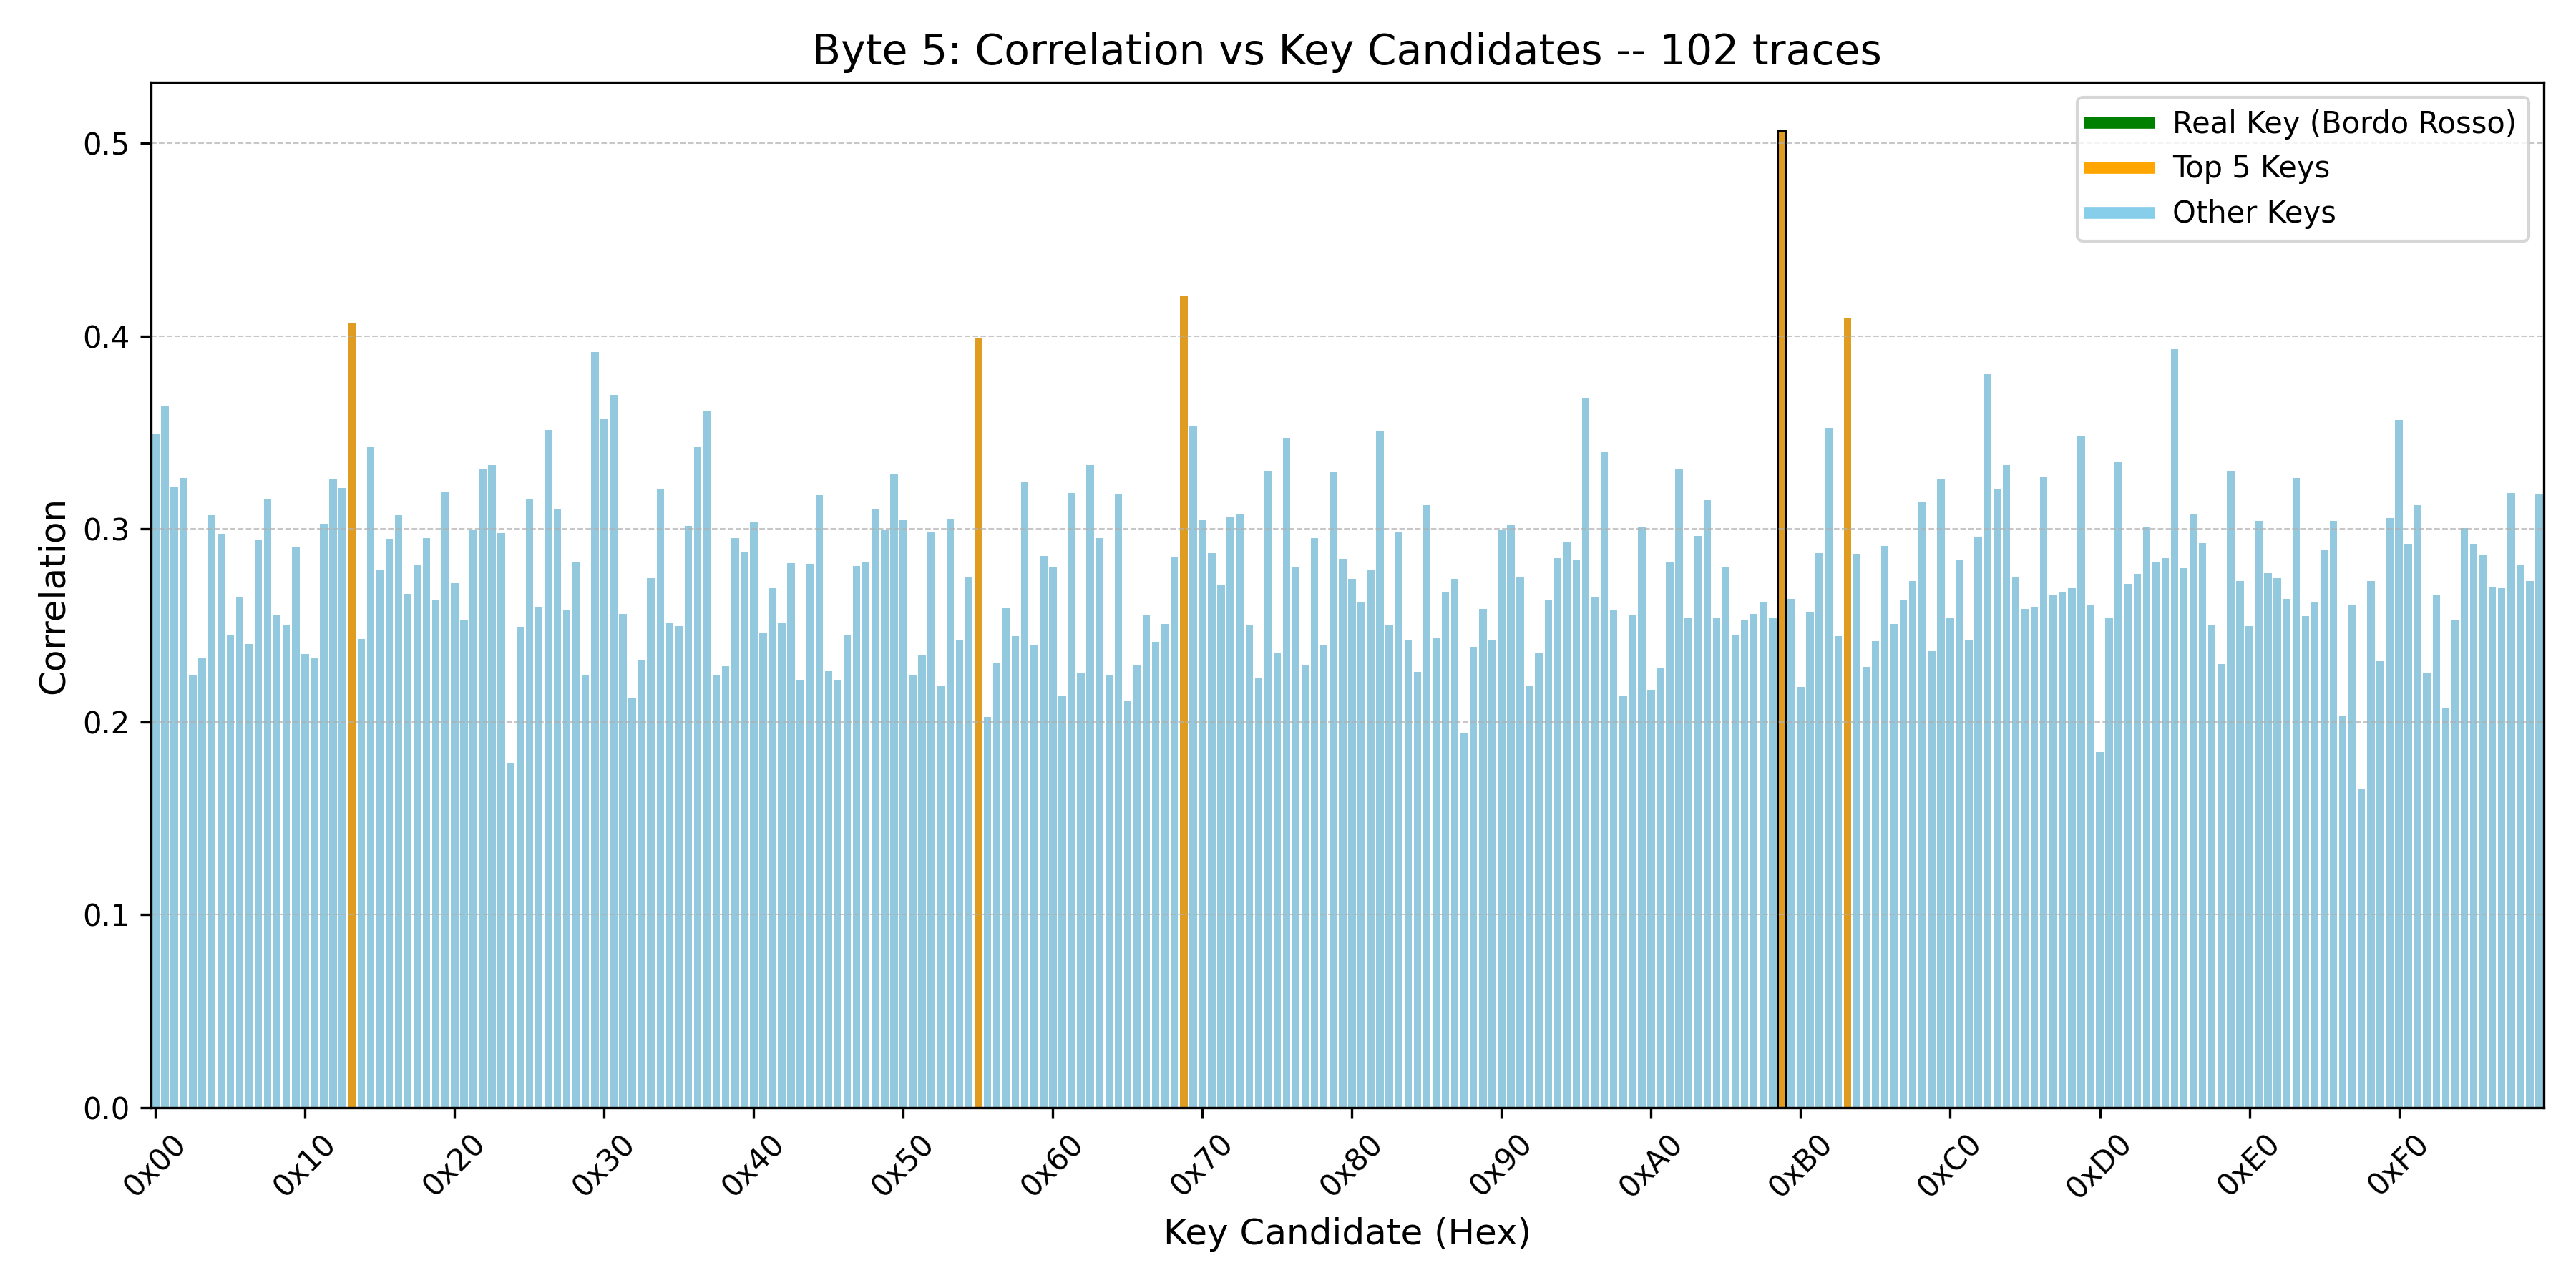 Byte 5: Correlation vs Key Candidates -- 102 traces
Real Key (Bordo Rosso)
Top 5 Keys
Other Keys
Correlation
0.5
0.4
0.3
0.2
0.1
0.0
0x00 0x10 0x20 0x30 0x40 0x50 0x60 0x70 0x80 0x90 0xA0 0xB0 0xC0 0xD0 0xE0 0xF0
Key Candidate (Hex)